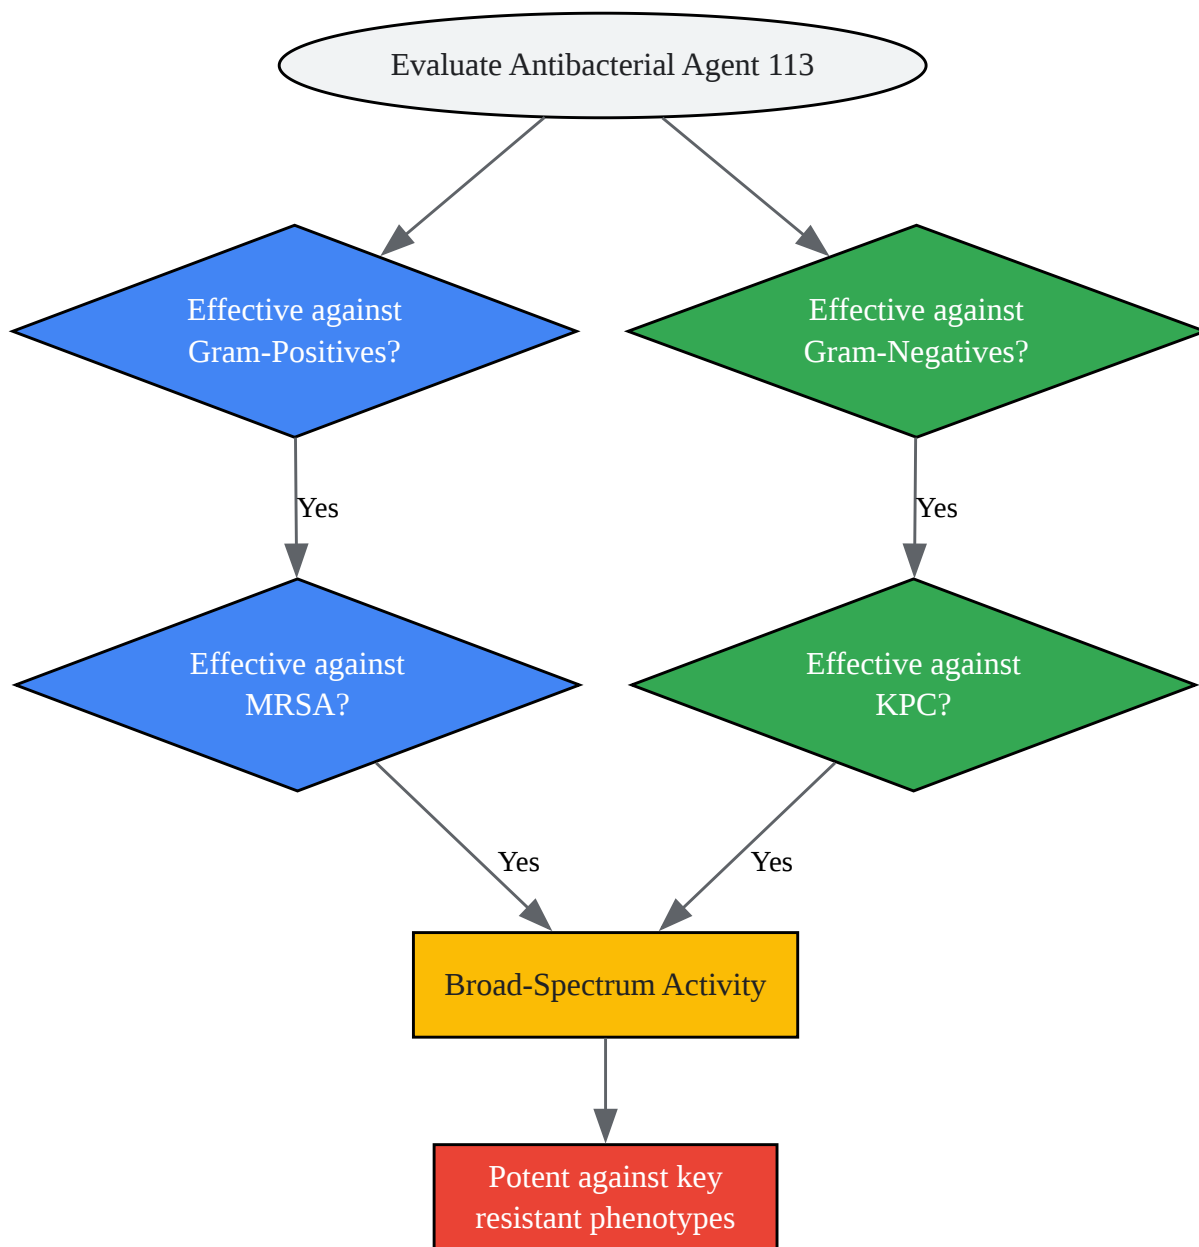 Evaluate Antibacterial Agent 113
Effective against
Gram-Positives?
Effective against
Gram-Negatives?
Yes
Yes
Effective against
MRSA?
Effective against
KPC?
Yes
Yes
Broad-Spectrum Activity
Potent against key
resistant phenotypes